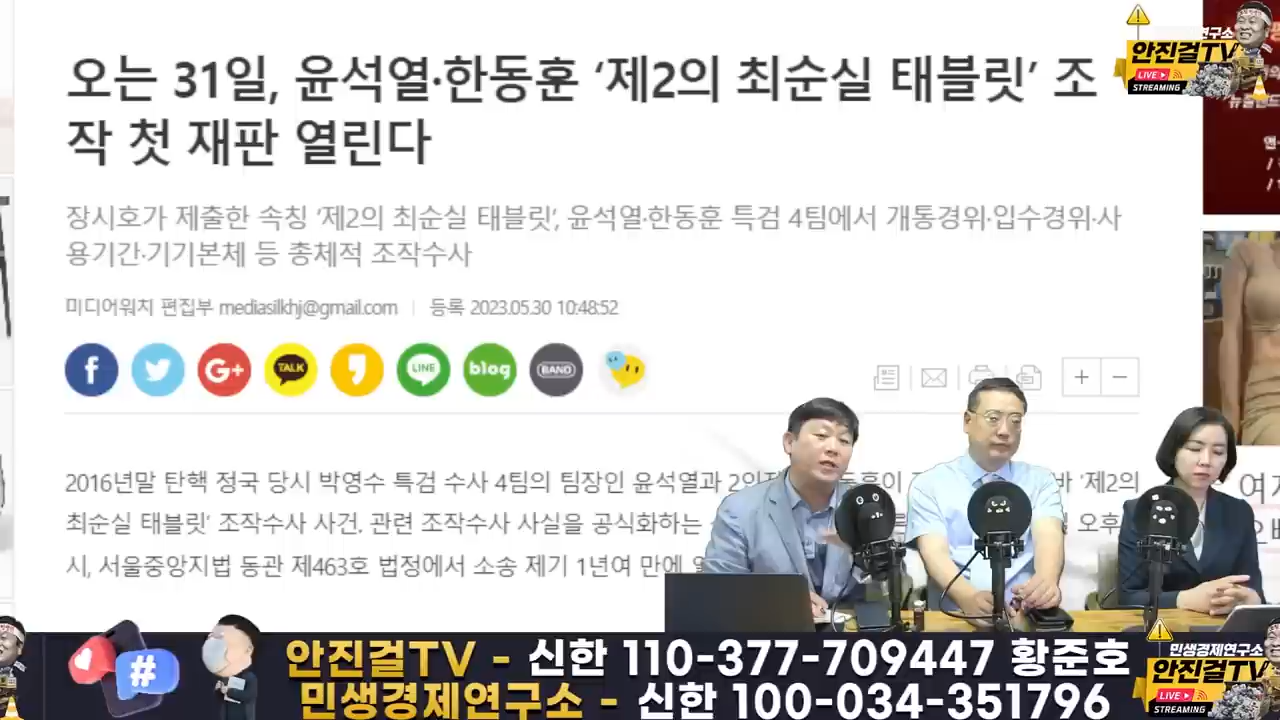 오는 31일, 윤석열·한동훈 ‘제2의 최순실 태블릿’ 조
작 첫 재판 열린다
장시호가 제출한 속칭 ‘제2의 최순실 태블릿’, 윤석열·한동훈 특검 4팀에서 개통경위·입수경위·사
용기간·기기본체 등 총체적 조작수사
미디어워치 편집부 mediasilkhj@gmail.com 등록 2023.05.30 10:48:52
f G+ TALK LINE blog BAND
+ −
2016년말 탄핵 정국 당시 박영수 특검 수사 4팀의 팀장인 윤석열과
바 ‘제2의
최순실 태블릿’ 조작수사 사건. 관련 조작수사 사실을 공식화하는
오후
시, 서울중앙지법 동관 제463호 법정에서 소송 제기 1년여 만에
안진걸TV
LIVE
STREAMING
#
안진걸TV - 신한 110-377-709447 황준호
민생경제연구소 - 신한 100-034-351796
민생경제연구소
안진걸TV
LIVE
STREAMING